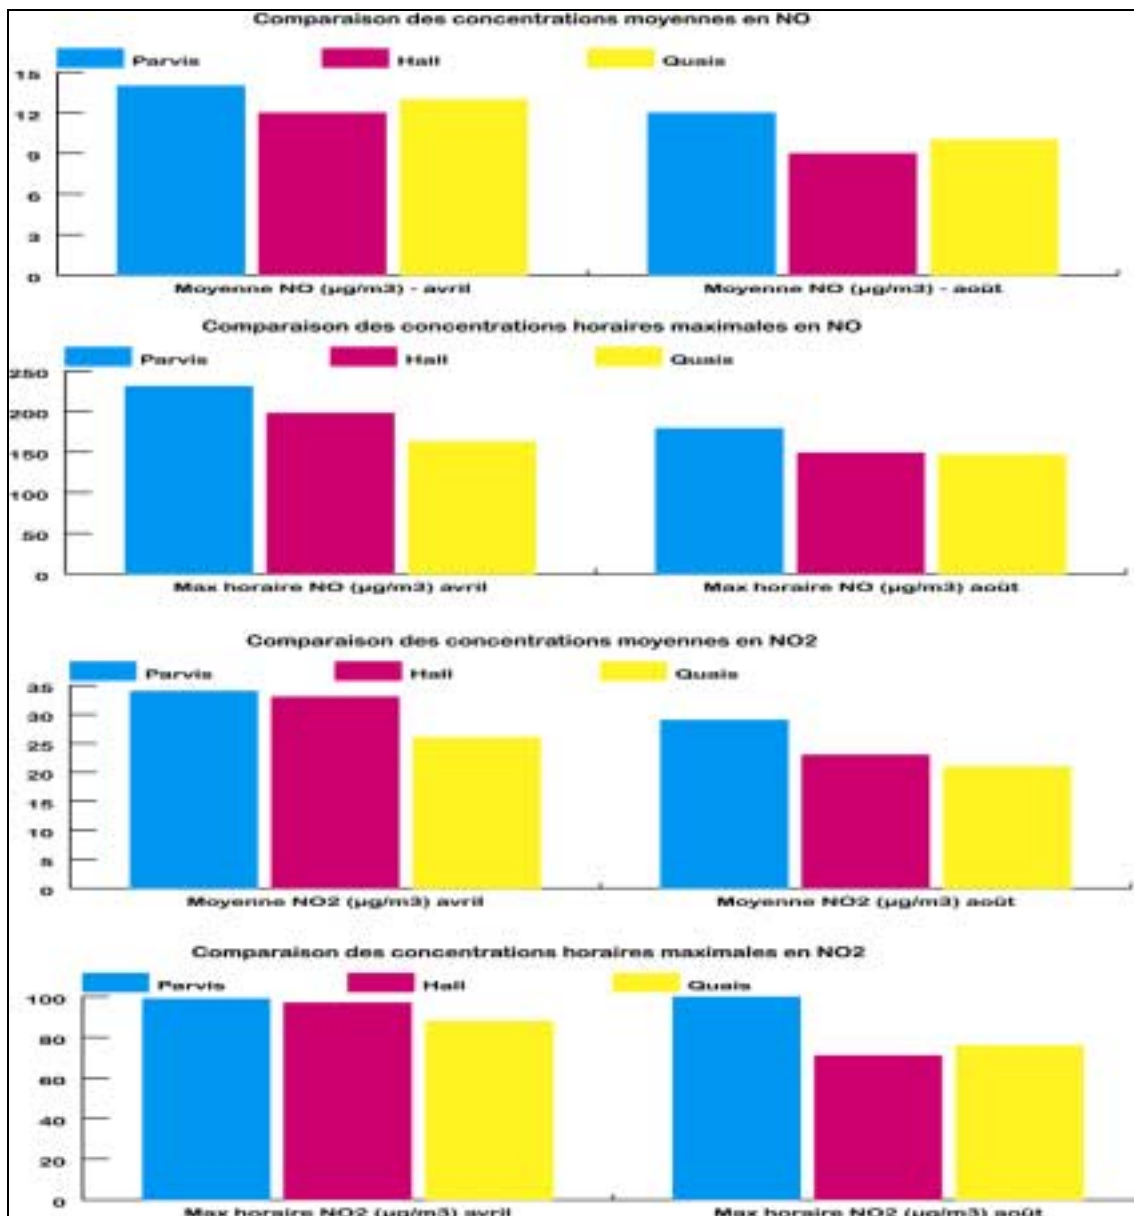 Comparaison des concentrations moyennes en NO
Parvis Hall Quais
15
12
9
6
3
0
Moyenne NO (µg/m3) - avril Moyenne NO (µg/m3) - août
Comparaison des concentrations horaires maximales en NO
Parvis Hall Quais
250
200
150
100
50
0
Max horaire NO (µg/m3) avril Max horaire NO (µg/m3) août
Comparaison des concentrations moyennes en NO2
Parvis Hall Quais
35
30
25
20
15
10
5
0
Moyenne NO2 (µg/m3) avril Moyenne NO2 (µg/m3) août
Comparaison des concentrations horaires maximales en NO2
Parvis Hall Quais
100
80
60
40
20
0
Max horaire NO2 (µg/m3) avril Max horaire NO2 (µg/m3) août